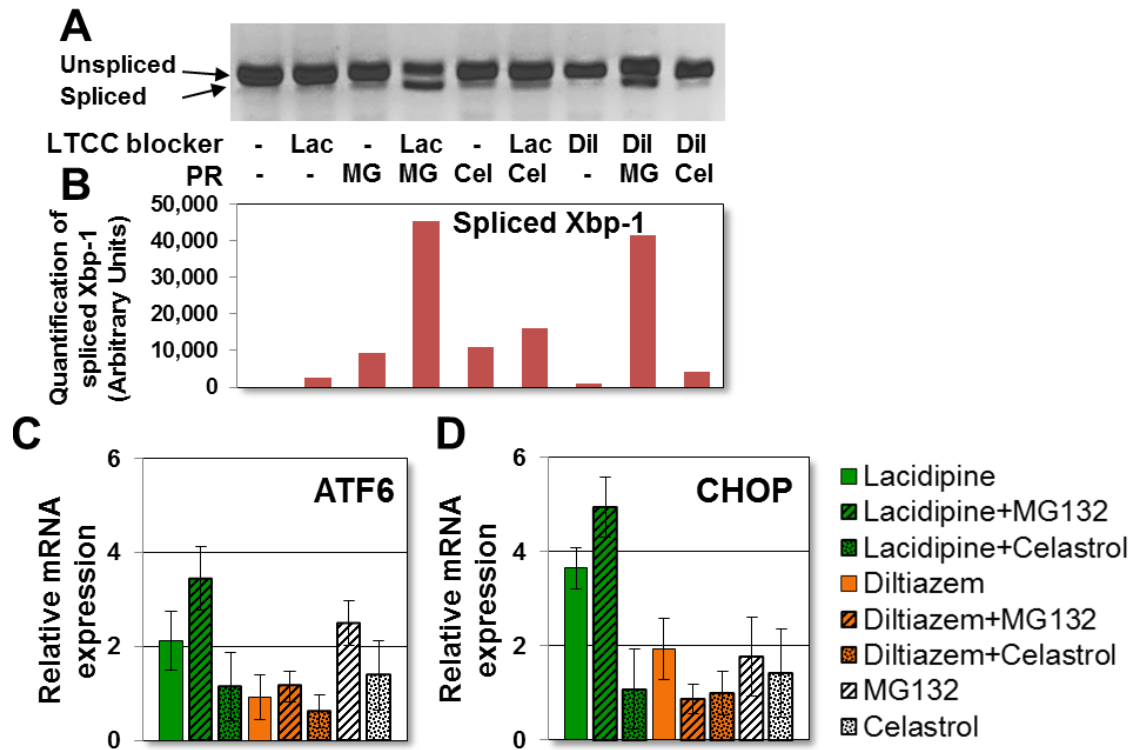 A
Unspliced
Spliced
LTCC blocker - Lac - Lac - Lac Dil Dil Dil
PR - - MG MG Cel Cel - MG Cel
B
Quantification of
spliced Xbp-1
(Arbitrary Units)
50,000
40,000
30,000
20,000
10,000
0
Spliced Xbp-1
C
Relative mRNA
expression
6
4
2
0
ATF6
D
Relative mRNA
expression
6
4
2
0
CHOP
Lacidipine
Lacidipine+MG132
Lacidipine+Celastrol
Diltiazem
Diltiazem+MG132
Diltiazem+Celastrol
MG132
Celastrol